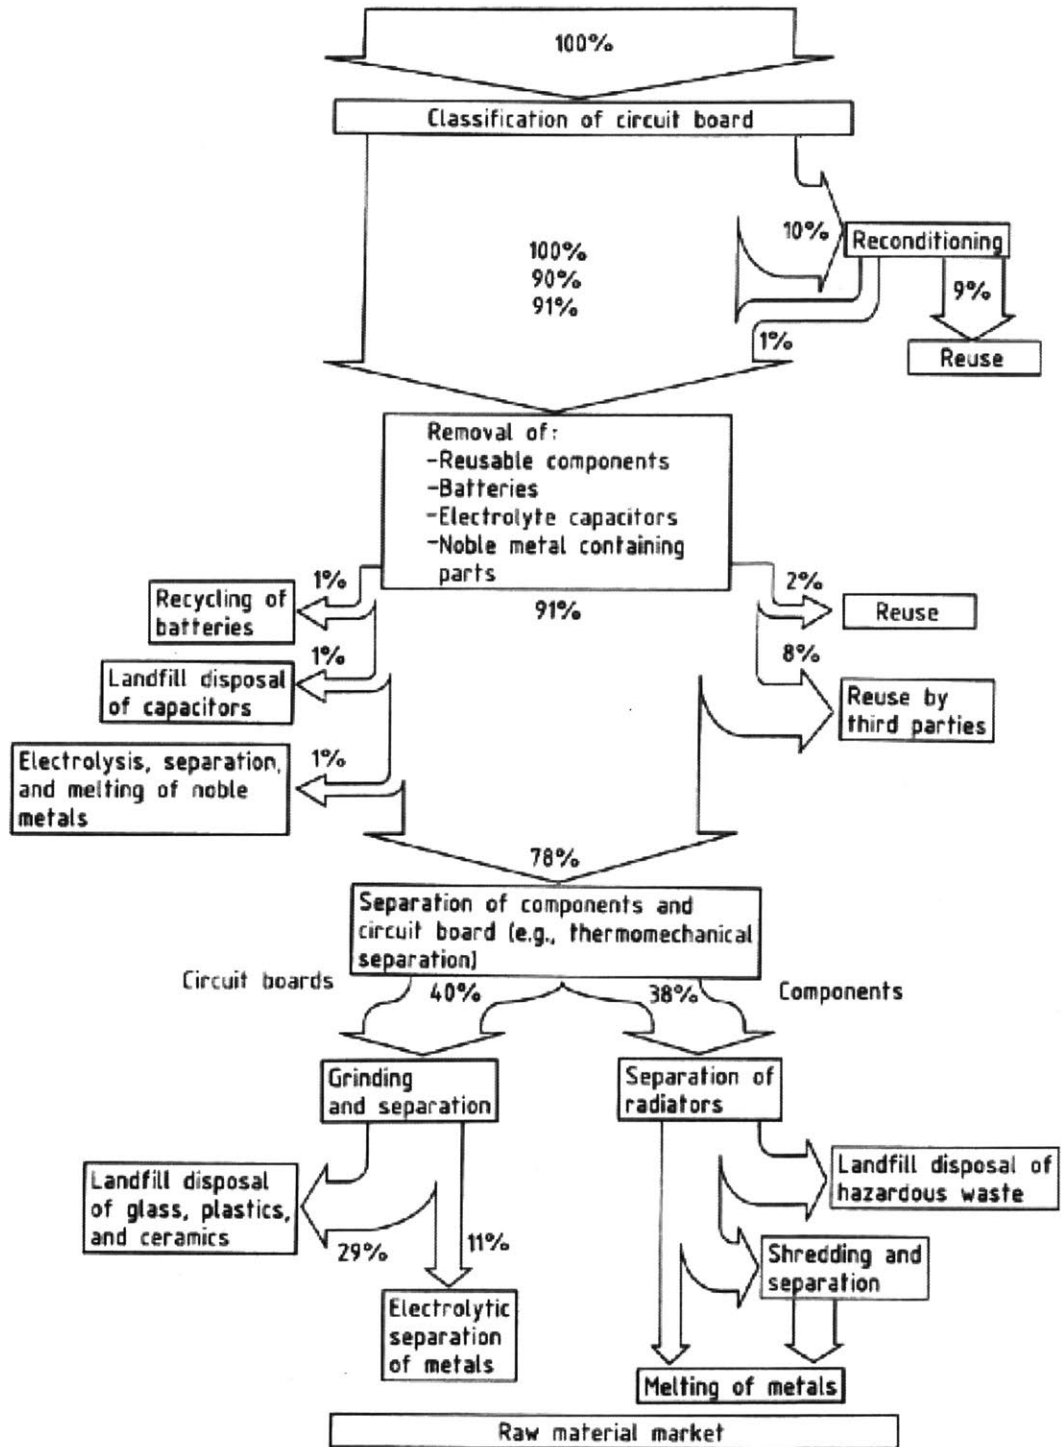 100%
Classification of circuit board
10%
Reconditioning
100%
90%
91%
9%
1%
Reuse
Removal of:
-Reusable components
-Batteries
-Electrolyte capacitors
-Noble metal containing
parts
1%
2%
Recycling of
batteries
91%
Reuse
1%
8%
Landfill disposal
of capacitors
Reuse by
third parties
1%
Electrolysis, separation,
and melting of noble
metals
78%
Separation of components and
circuit board (e.g., thermomechanical
separation)
Circuit boards
40%
38%
Components
Grinding
and separation
Separation of
radiators
Landfill disposal
of glass, plastics,
and ceramics
Landfill disposal of
hazardous waste
29%
11%
Shredding and
separation
Electrolytic
separation
of metals
Melting of metals
Raw material market